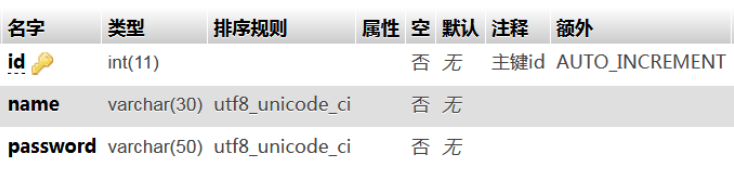 名字 类型 排序规则 属性 空 默认 注释 额外
id int(11) 否 无 主键id AUTO_INCREMENT
name varchar(30) utf8_unicode_ci 否 无
password varchar(50) utf8_unicode_ci 否 无